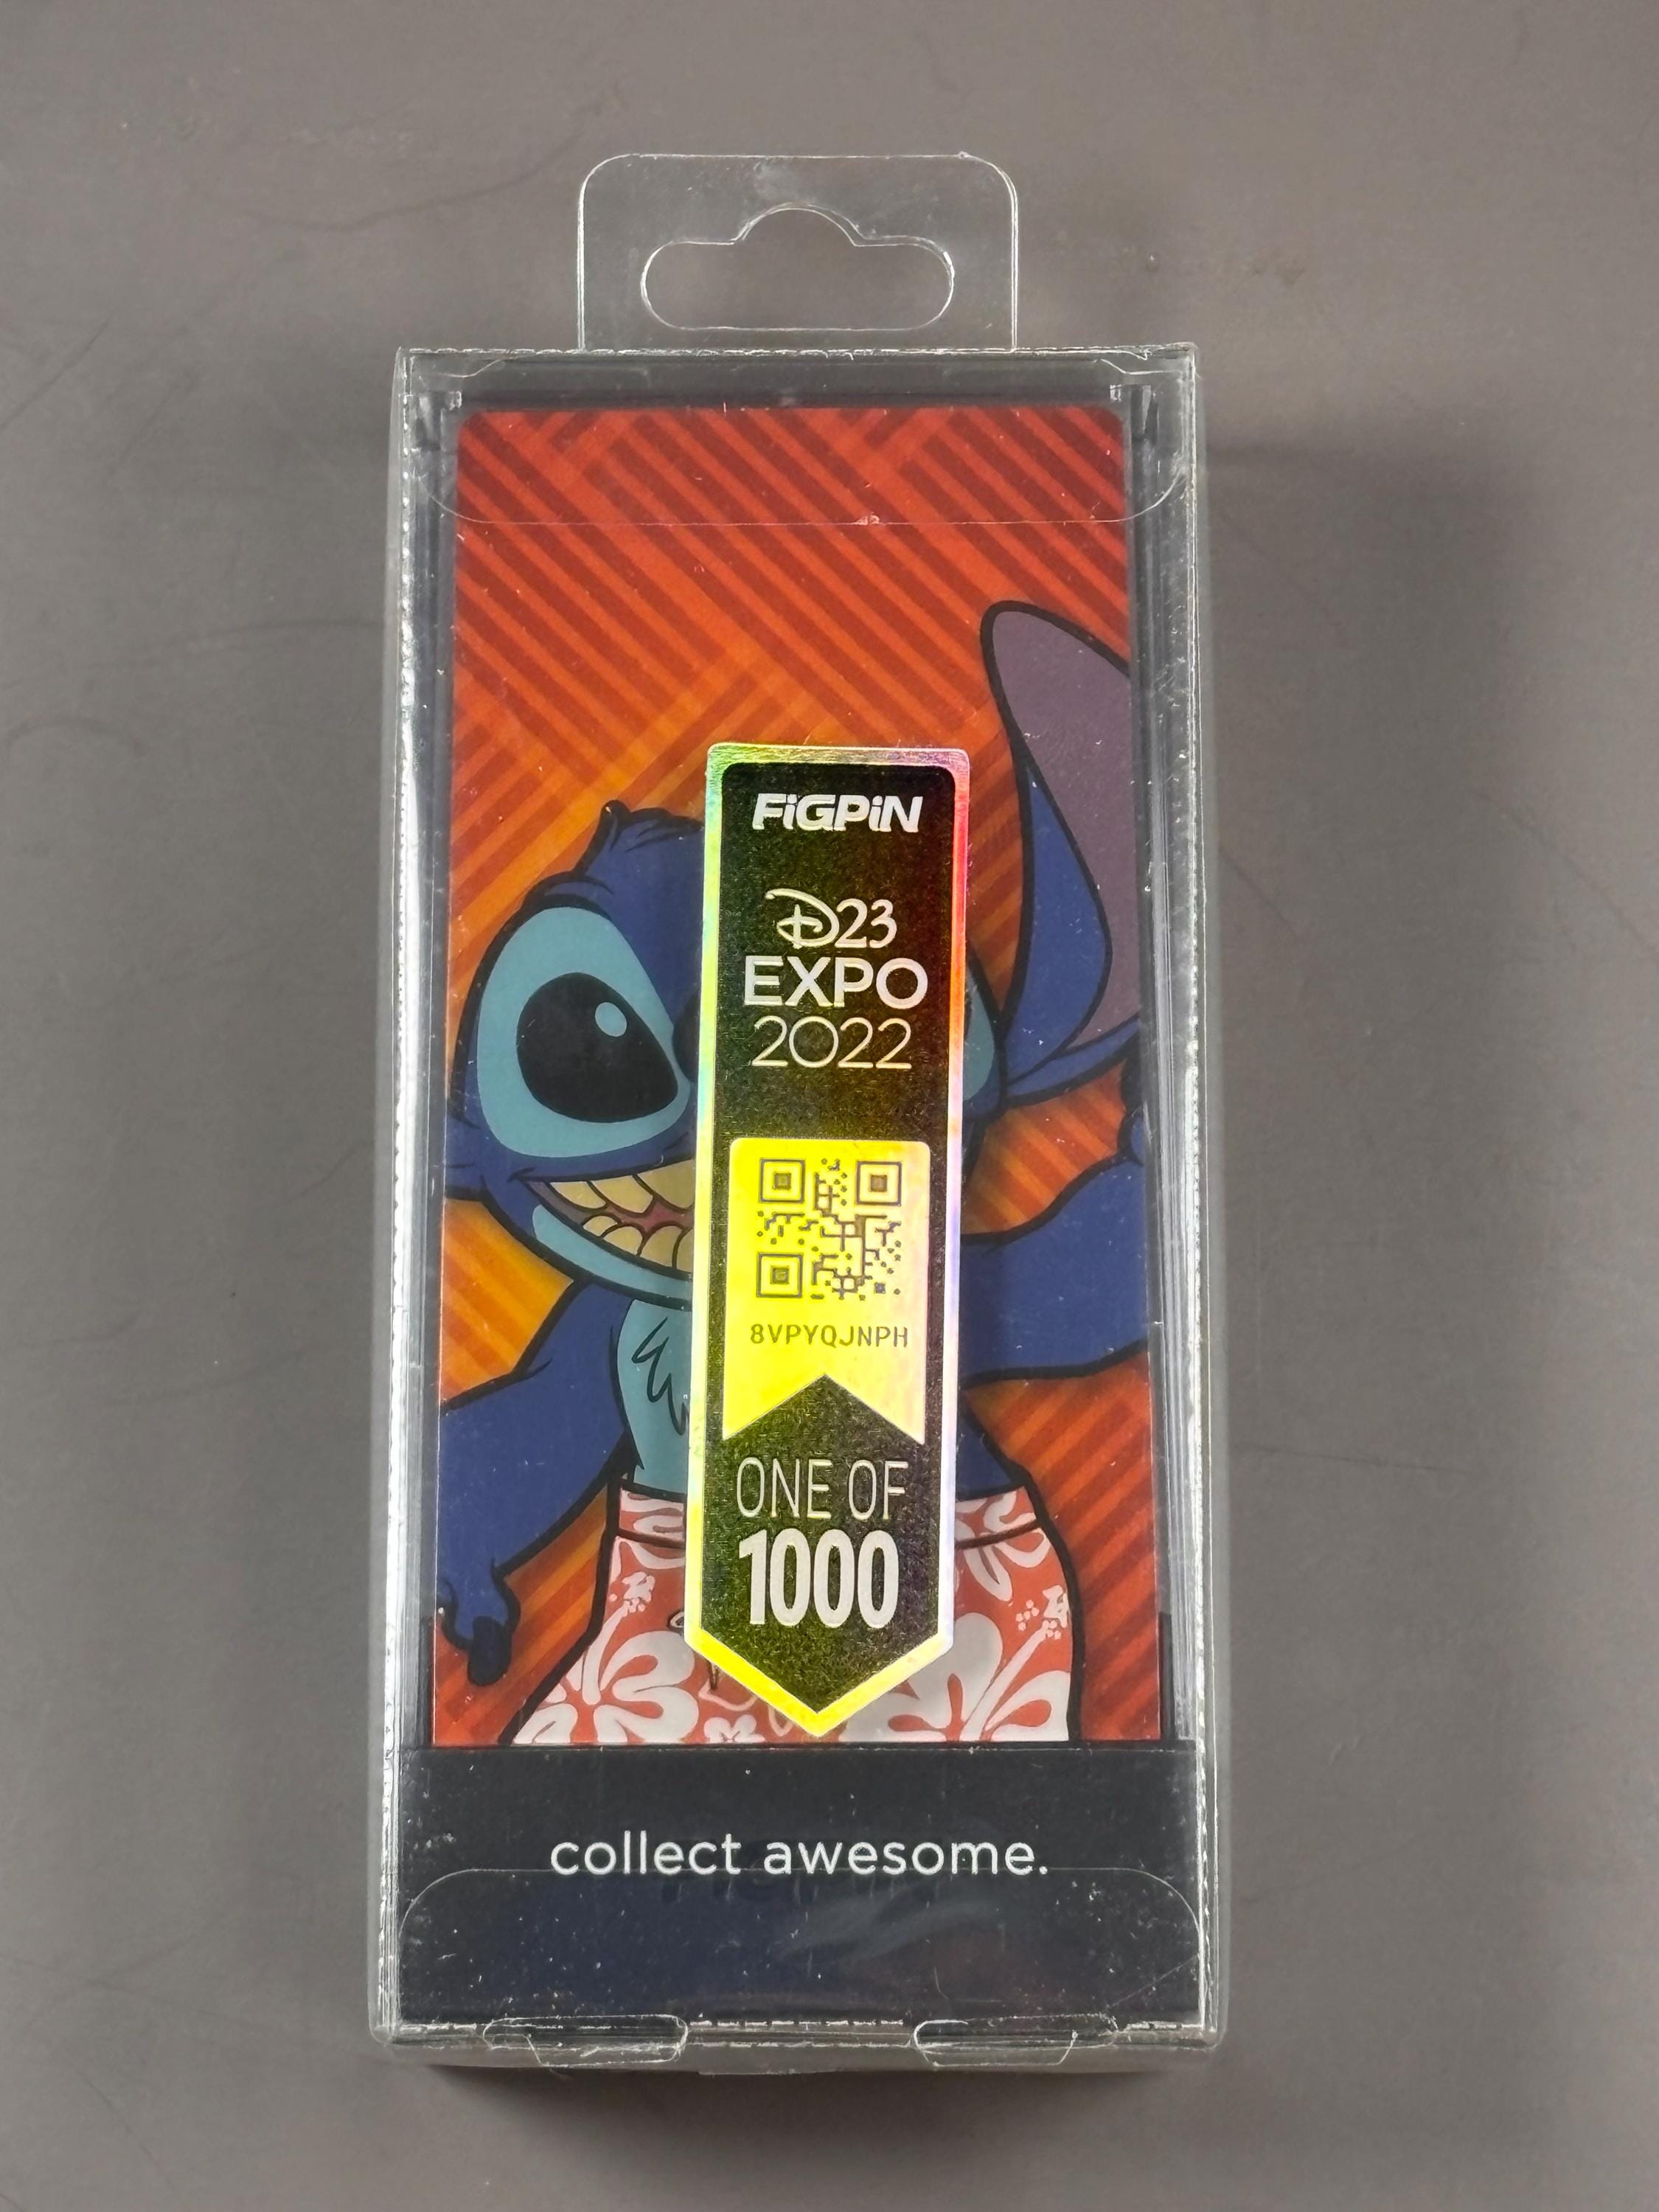 FiGPiN
D23
EXPO
2022
8VPYQJNPH
ONE OF
1000
collect awesome.